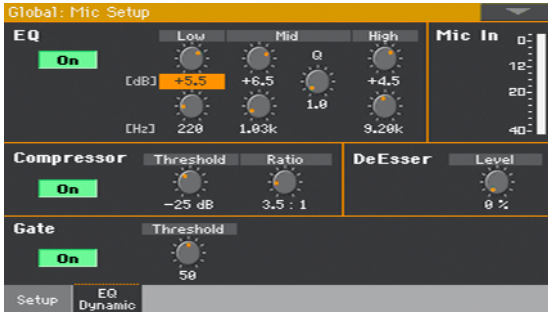 Global: Mic Setup
EQ Low Mid High Mic In
On Q
[dB] +5.5 +6.5 +4.5
1.0
[Hz] 220 1.03k 9.20k
0
12
20
40
Compressor Threshold Ratio DeEsser Level
On
-25 dB 3.5 : 1 0 %
Gate Threshold
On
50
Setup EQ Dynamic